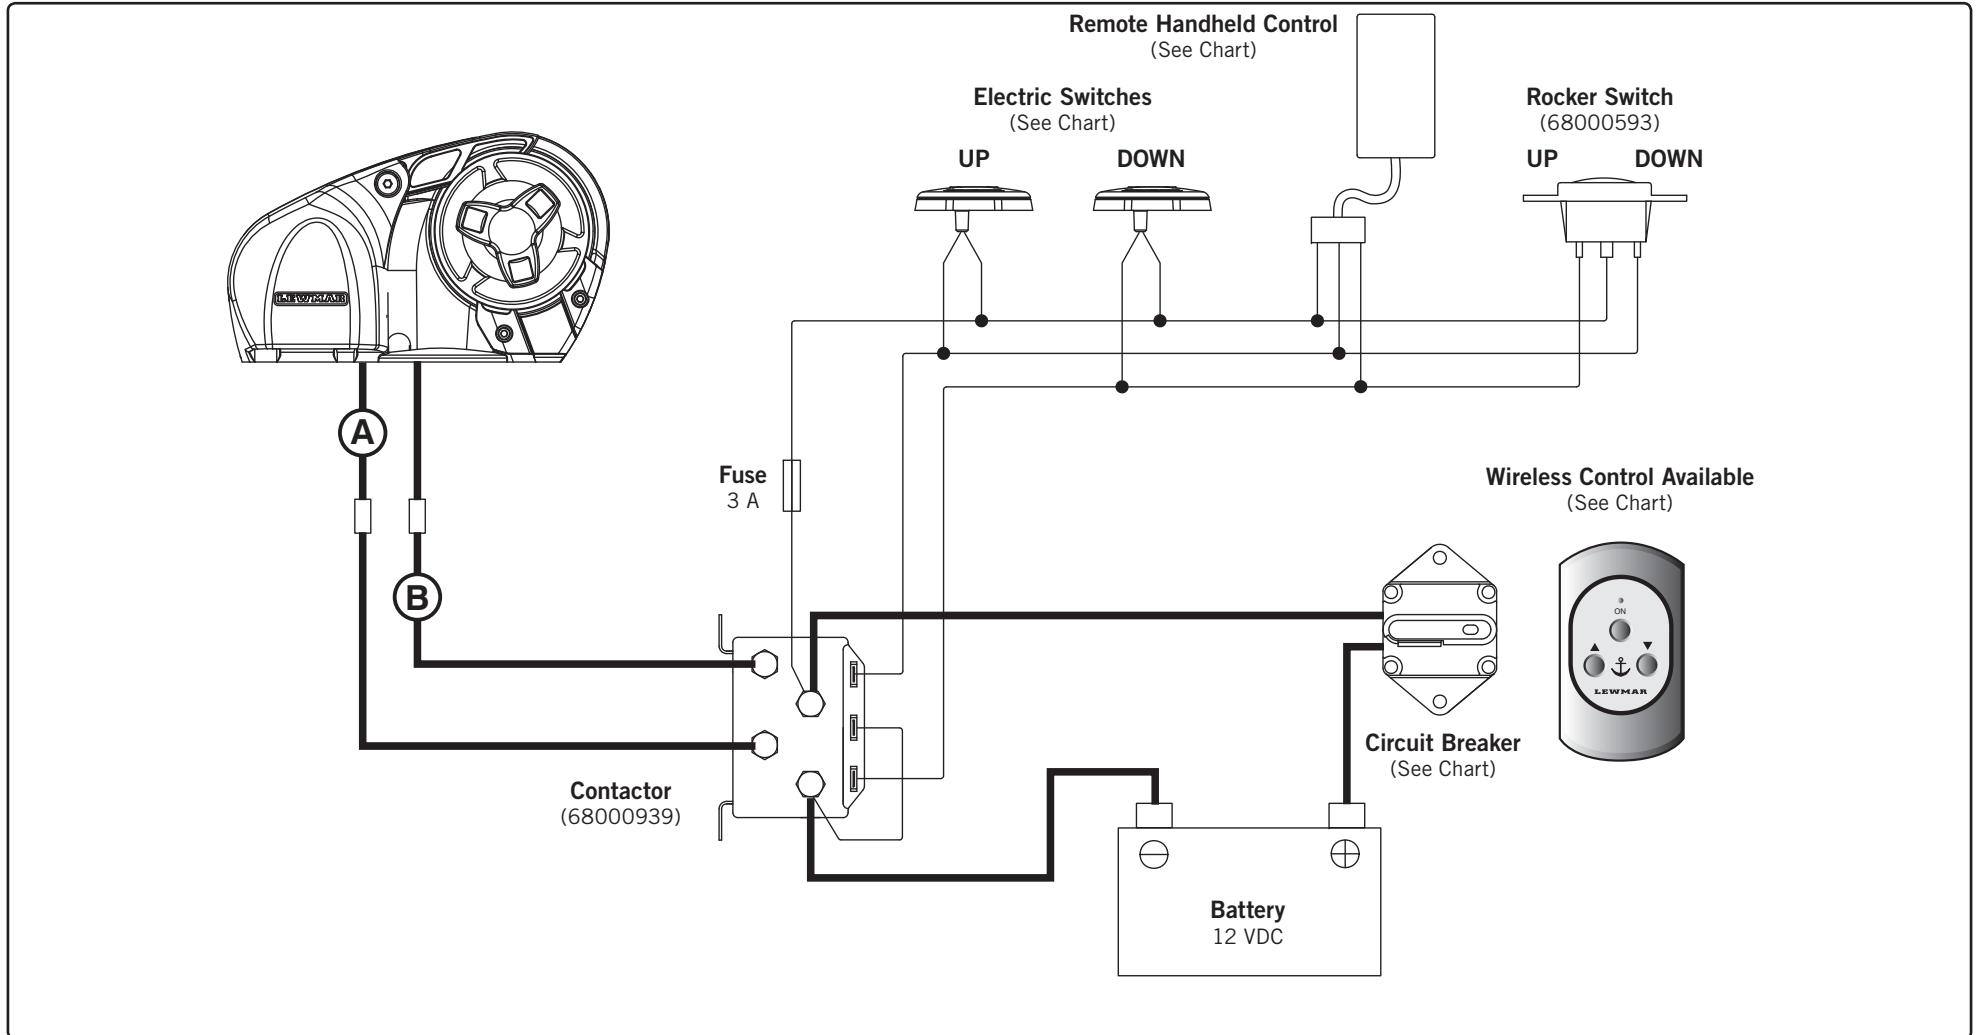 Remote Handheld Control
(See Chart)
Electric Switches
(See Chart)
UP
DOWN
Rocker Switch
(68000593)
UP
DOWN
LEWMAR
A
B
Fuse
3 A
Wireless Control Available
(See Chart)
ON
LEWMAR
Circuit Breaker
(See Chart)
Contactor
(68000939)
Battery
12 VDC